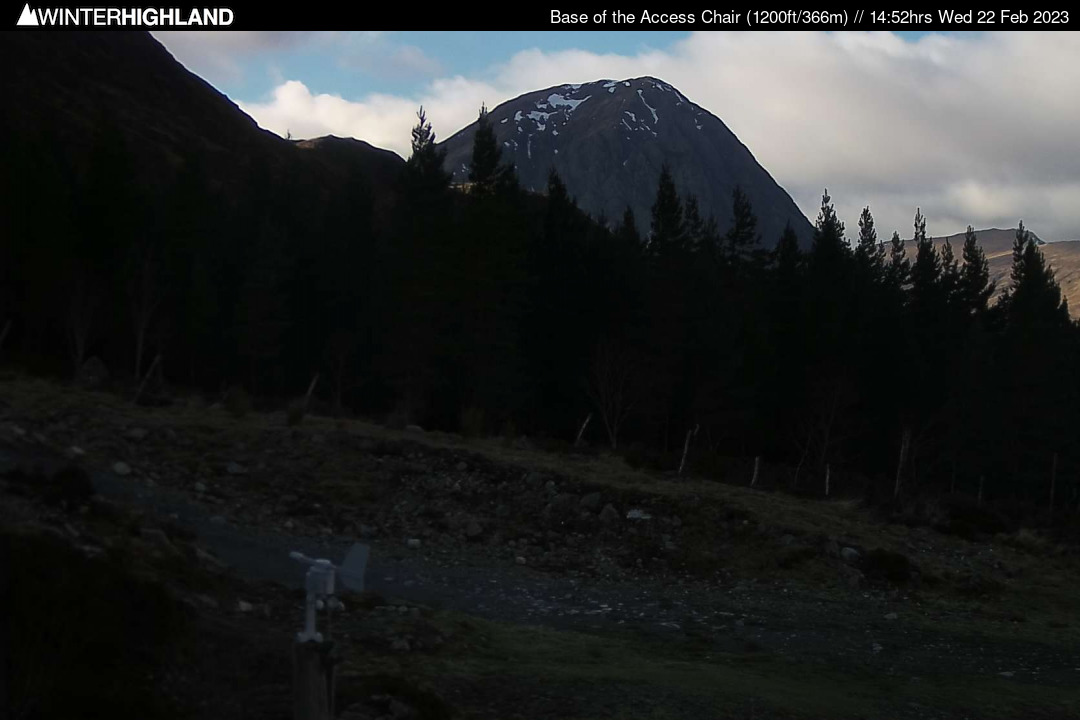 WINTERHIGHLAND
Base of the Access Chair (1200ft/366m) // 14:52hrs Wed 22 Feb 2023